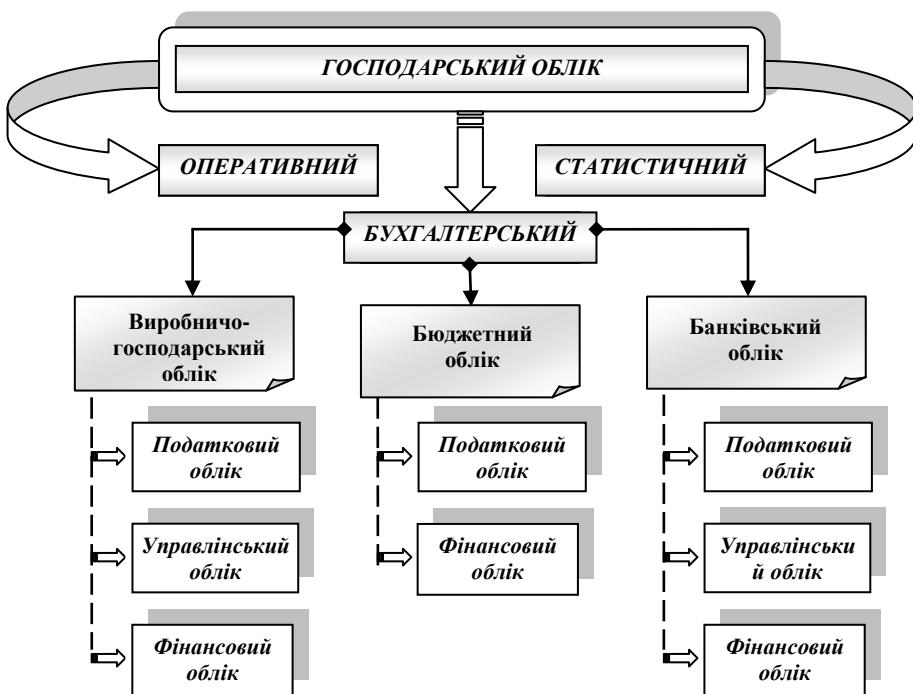 ГОСПОДАРСЬКИЙ ОБЛІК
ОПЕРАТИВНИЙ
СТАТИСТИЧНИЙ
БУХГАЛТЕРСЬКИЙ
Виробничо-
господарський
облік
Бюджетний
облік
Банківський
облік
Податковий
облік
Податковий
облік
Податковий
облік
Управлінський
облік
Фінансовий
облік
Управлінськи
й облік
Фінансовий
облік
Фінансовий
облік